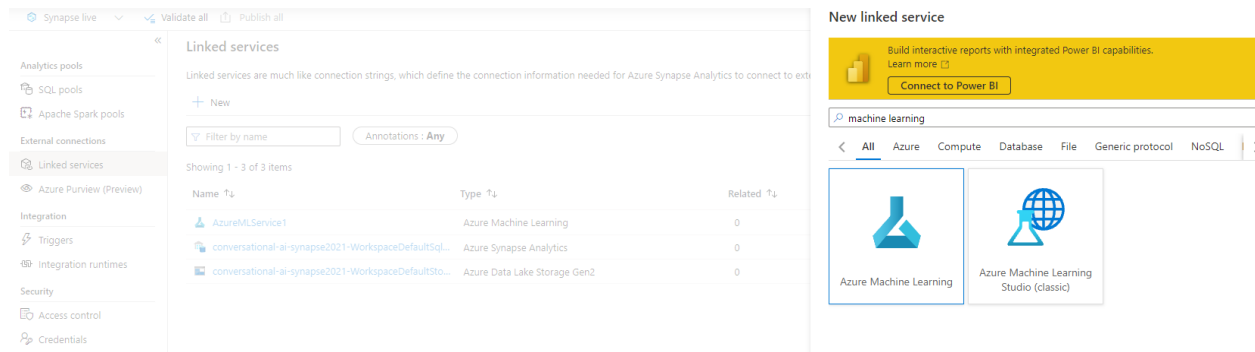 Synapse live
Validate all
Publish all
«
Analytics pools
SQL pools
Apache Spark pools
External connections
Linked services
Azure Purview (Preview)
Integration
Triggers
Integration runtimes
Security
Access control
Credentials
Linked services
Linked services are much like connection strings, which define the connection information needed for Azure Synapse Analytics to connect to exte
New
Filter by name
Annotations : Any
Showing 1 - 3 of 3 items
Name Type Related
AzureMLService1 Azure Machine Learning 0
conversational-ai-synapse2021-WorkspaceDefaultSql... Azure Synapse Analytics 0
conversational-ai-synapse2021-WorkspaceDefaultSto... Azure Data Lake Storage Gen2 0
New linked service
Build interactive reports with integrated Power BI capabilities.
Learn more
Connect to Power BI
machine learning
All Azure Compute Database File Generic protocol NoSQL
Azure Machine Learning
Azure Machine Learning
Studio (classic)